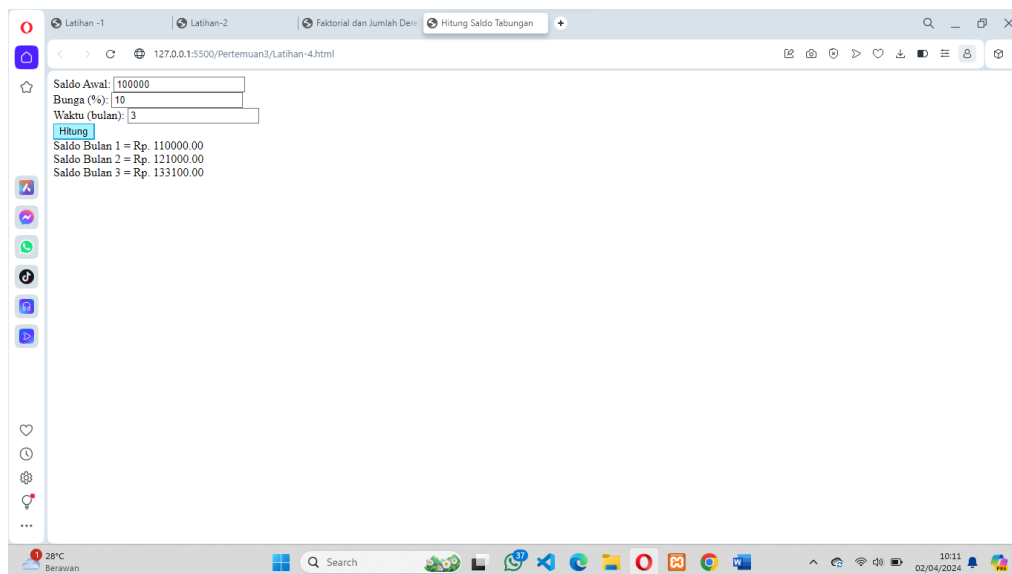 Latihan -1
Latihan-2
Faktorial dan Jumlah Dere
Hitung Saldo Tabungan
127.0.0.1:5500/Pertemuan3/Latihan-4.html
Saldo Awal: 100000
Bunga (%): 10
Waktu (bulan): 3
Hitung
Saldo Bulan 1 = Rp. 110000.00
Saldo Bulan 2 = Rp. 121000.00
Saldo Bulan 3 = Rp. 133100.00
1
28°C
Berawan
Search
37
10:11
02/04/2024
PRE